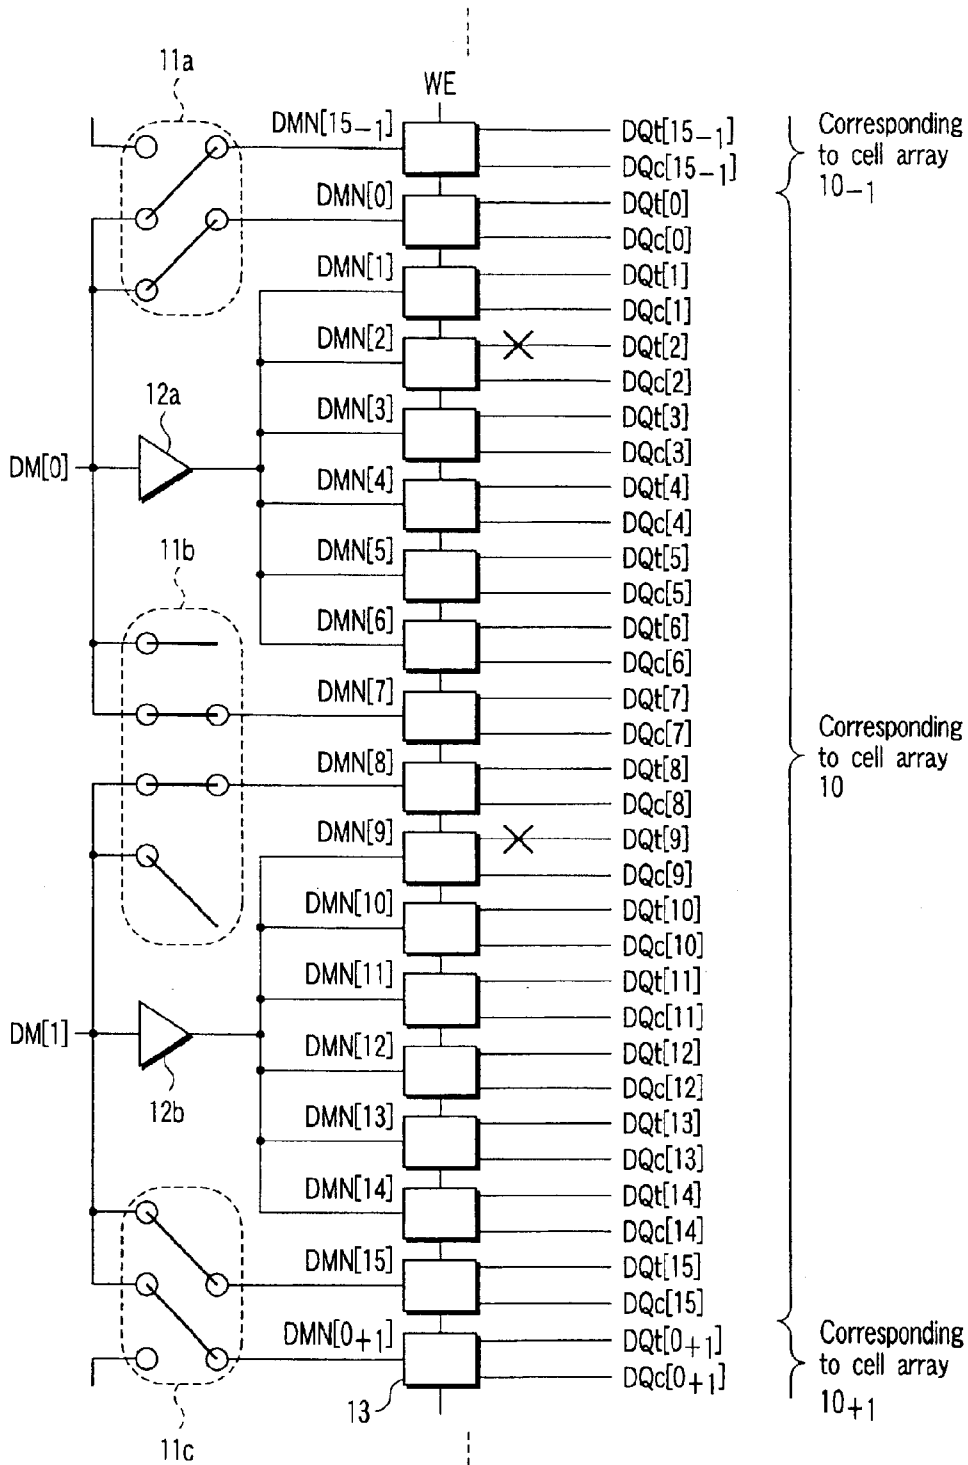 11a
WE
DMN[15-1]
DQt[15-1]
DQc[15-1]
Corresponding
to cell array
10-1
DMN[0]
DQt[0]
DQc[0]
DMN[1]
DQt[1]
DQc[1]
DMN[2]
DQt[2]
DQc[2]
12a
DMN[3]
DQt[3]
DQc[3]
DM[0]
DMN[4]
DQt[4]
DQc[4]
11b
DMN[5]
DQt[5]
DQc[5]
DMN[6]
DQt[6]
DQc[6]
DMN[7]
DQt[7]
DQc[7]
Corresponding
to cell array
10
DMN[8]
DQt[8]
DQc[8]
DMN[9]
DQt[9]
DQc[9]
DMN[10]
DQt[10]
DQc[10]
DMN[11]
DQt[11]
DQc[11]
DM[1]
DMN[12]
DQt[12]
DQc[12]
12b
DMN[13]
DQt[13]
DQc[13]
DMN[14]
DQt[14]
DQc[14]
DMN[15]
DQt[15]
DQc[15]
DMN[0+1]
DQt[0+1]
DQc[0+1]
Corresponding
to cell array
10+1
13
11c